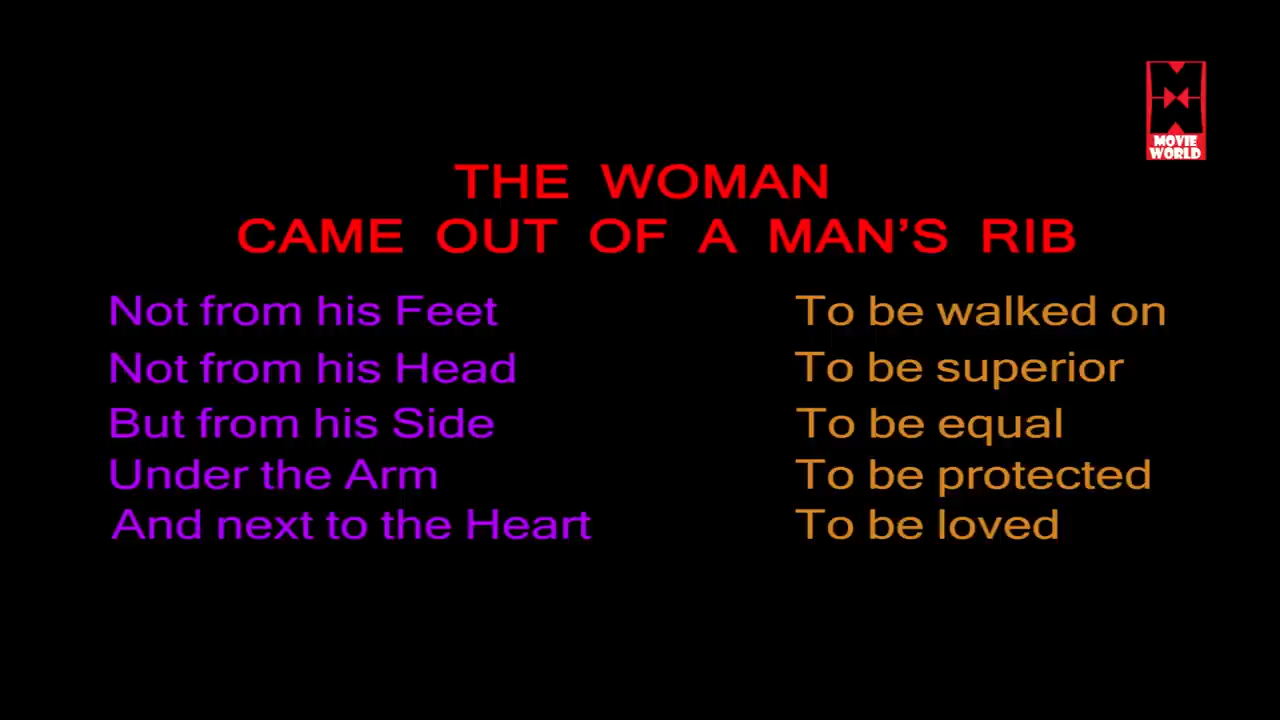 MOVIE
WORLD
THE WOMAN
CAME OUT OF A MAN'S RIB
Not from his Feet To be walked on
Not from his Head To be superior
But from his Side To be equal
Under the Arm To be protected
And next to the Heart To be loved